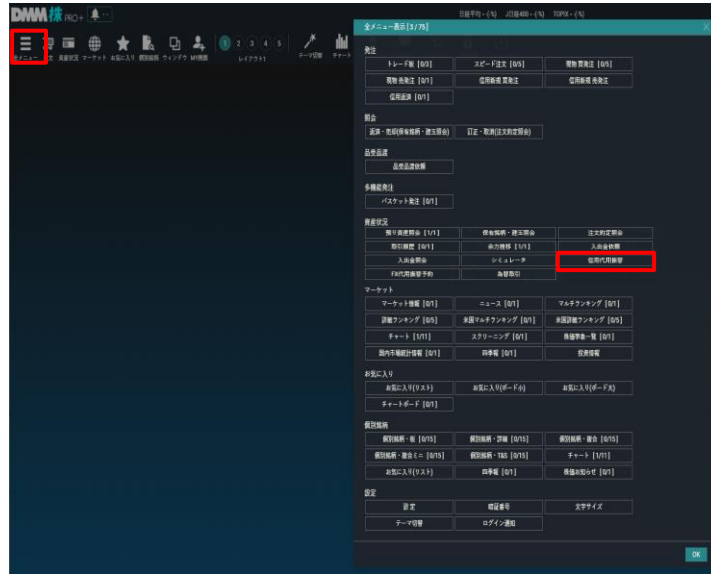 DMM 株 PRO+
日経平均 - (-%) J日経400 - (-%) TOPIX - (-%)
全メニュー 注文 資産状況 マーケット お気に入り 個別銘柄 ウィンドウ MY画面 1 2 3 4 5 レイアウト1 テーマ切替 チャート
全メニュー表示 [3/75]
発注
トレード板 [0/3] スピード注文 [0/5] 現物買発注 [0/5]
現物売発注 [0/1] 信用新規買発注 信用新規売発注
信用返済 [0/1]
照会
返済・売却(保有銘柄・建玉照会) 訂正・取消(注文約定照会)
品受品渡
品受品渡依頼
多機能発注
バスケット発注 [0/1]
資産状況
預り資産照会 [1/1] 保有銘柄・建玉照会 注文約定照会
取引履歴 [0/1] 余力推移 [1/1] 入出金依頼
入出金照会 シミュレータ 信用代用振替
FX代用振替予約 為替取引
マーケット
マーケット情報 [0/1] ニュース [0/1] マルチランキング [0/1]
詳細ランキング [0/5] 米国マルチランキング [0/1] 米国詳細ランキング [0/5]
チャート [1/11] スクリーニング [0/1] 株価季曲一覧 [0/1]
国内市場統計情報 [0/1] 四季報 [0/1] 投資情報
お気に入り
お気に入り(リスト) お気に入り(ボード小) お気に入り(ボード大)
チャートボード [0/1]
個別銘柄
個別銘柄・板 [0/15] 個別銘柄・詳細 [0/15] 個別銘柄・複合 [0/15]
個別銘柄・複合ミニ [0/15] 個別銘柄・T&S [0/15] チャート [1/11]
お気に入り(リスト) 四季報 [0/1] 株価お知らせ [0/1]
設定
設定 暗証番号 文字サイズ
テーマ切替 ログイン通知
OK